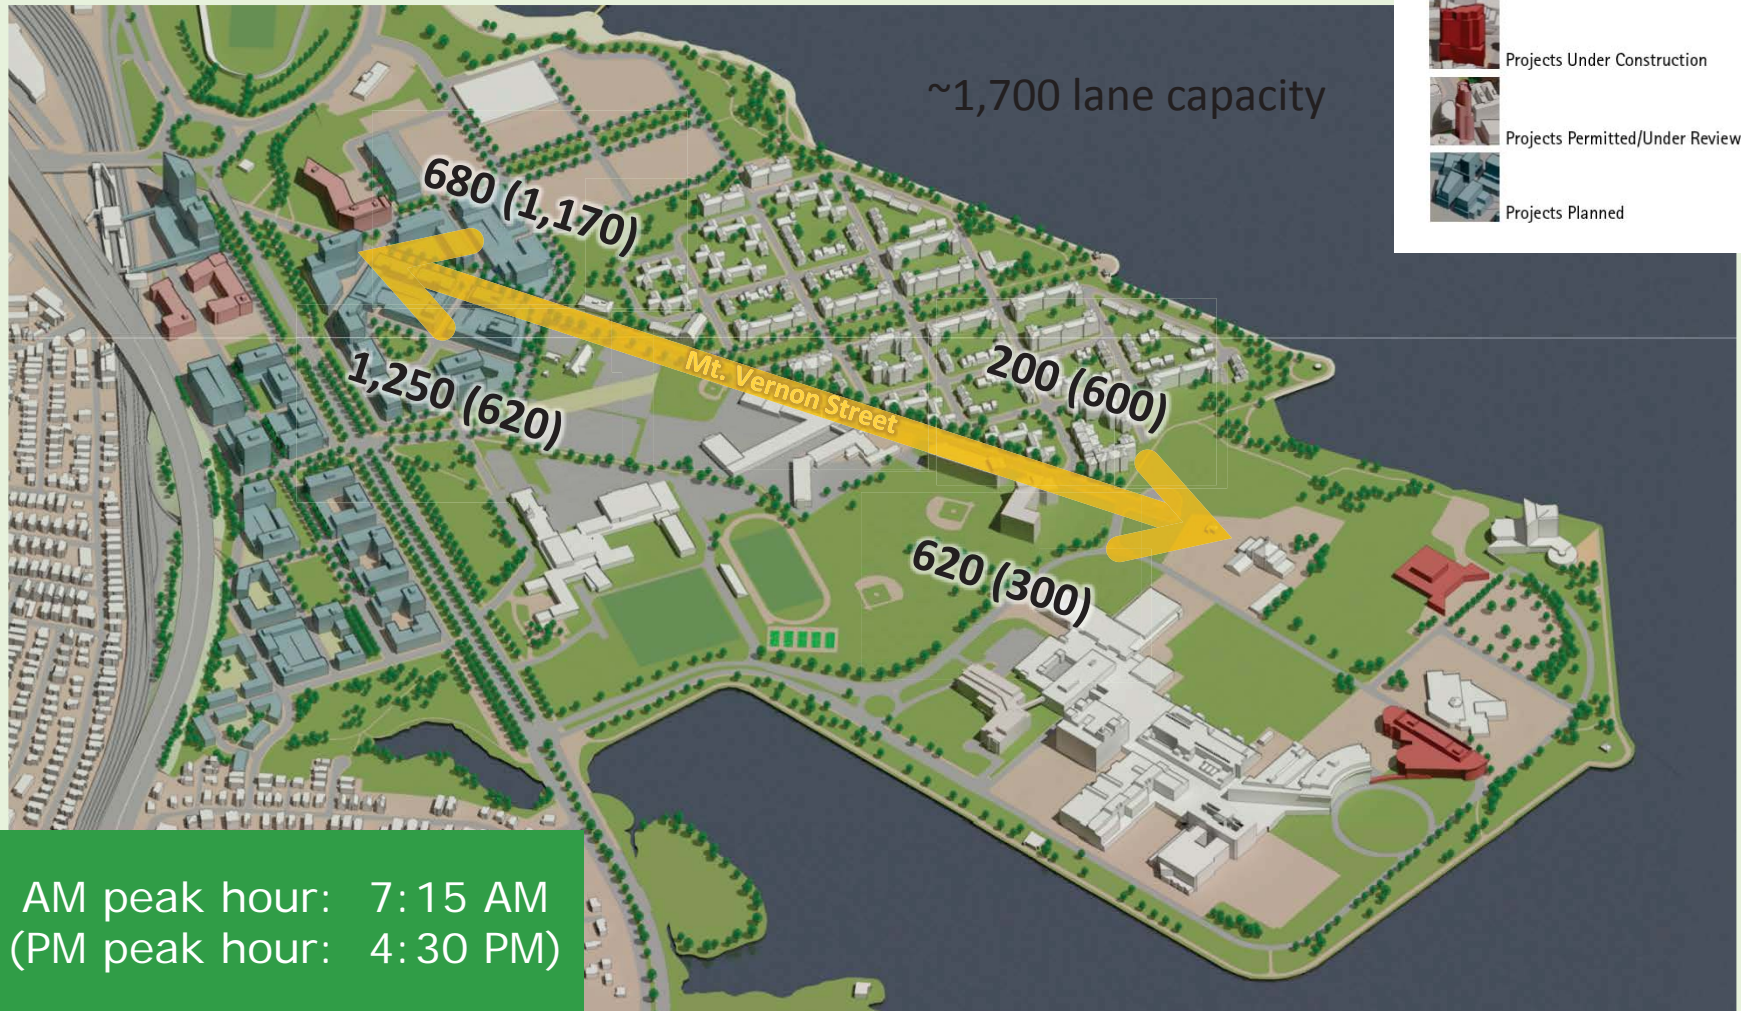 Projects Under Construction
~1,700 lane capacity
Projects Permitted/Under Review
680 (1,170)
Projects Planned
1,250 (620)
Mt. Vernon Street
200 (600)
620 (300)
AM peak hour: 7:15 AM
(PM peak hour: 4:30 PM)